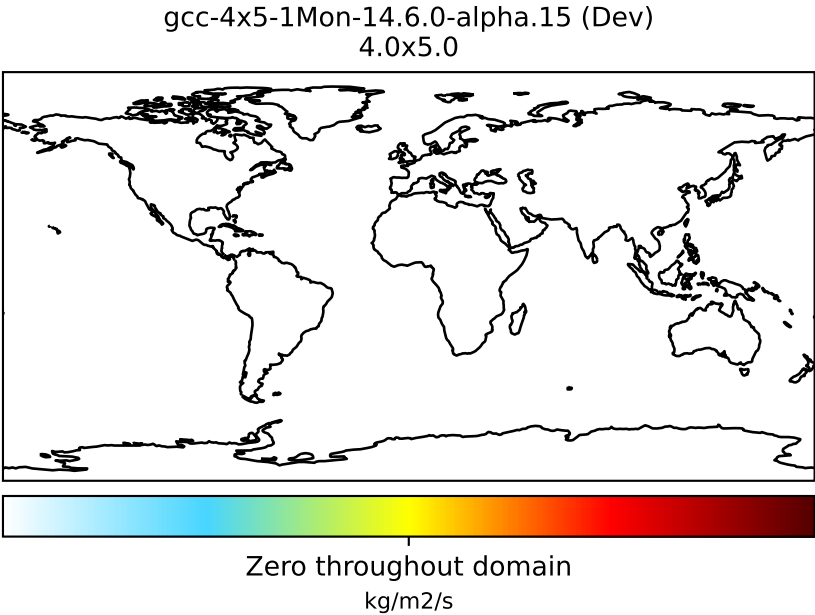 gcc-4x5-1Mon-14.6.0-alpha.15 (Dev)
4.0x5.0
Zero throughout domain
kg/m2/s